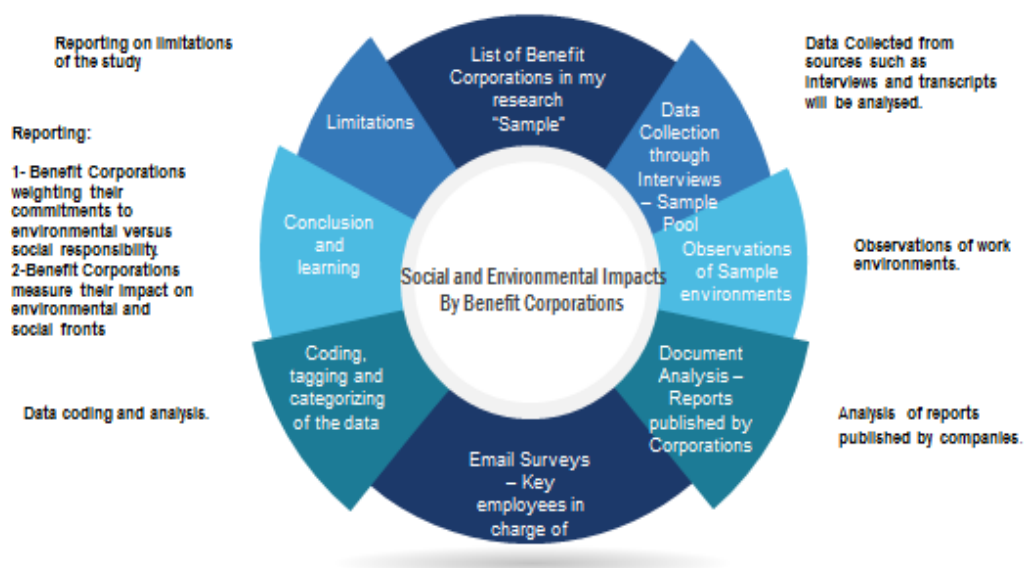 List of Benefit
Corporations in my
research
"Sample"
Data Collected from
sources such as
interviews and transcripts
will be analysed.
Data
Collection
through
Interviews
– Sample
Pool
Observations
of Sample
environments
Observations of work
environments.
Document
Analysis –
Reports
published by
Corporations
Analysis of reports
published by companies.
Email Surveys
– Key
employees in
charge of
Coding,
tagging and
categorizing
of the data
Data coding and analysis.
Conclusion
and
learning
Reporting:
1- Benefit Corporations
weighting their
commitments to
environmental versus
social responsibility.
2-Benefit Corporations
measure their impact on
environmental and
social fronts
Limitations
Reporting on limitations
of the study
Social and Environmental Impacts
By Benefit Corporations